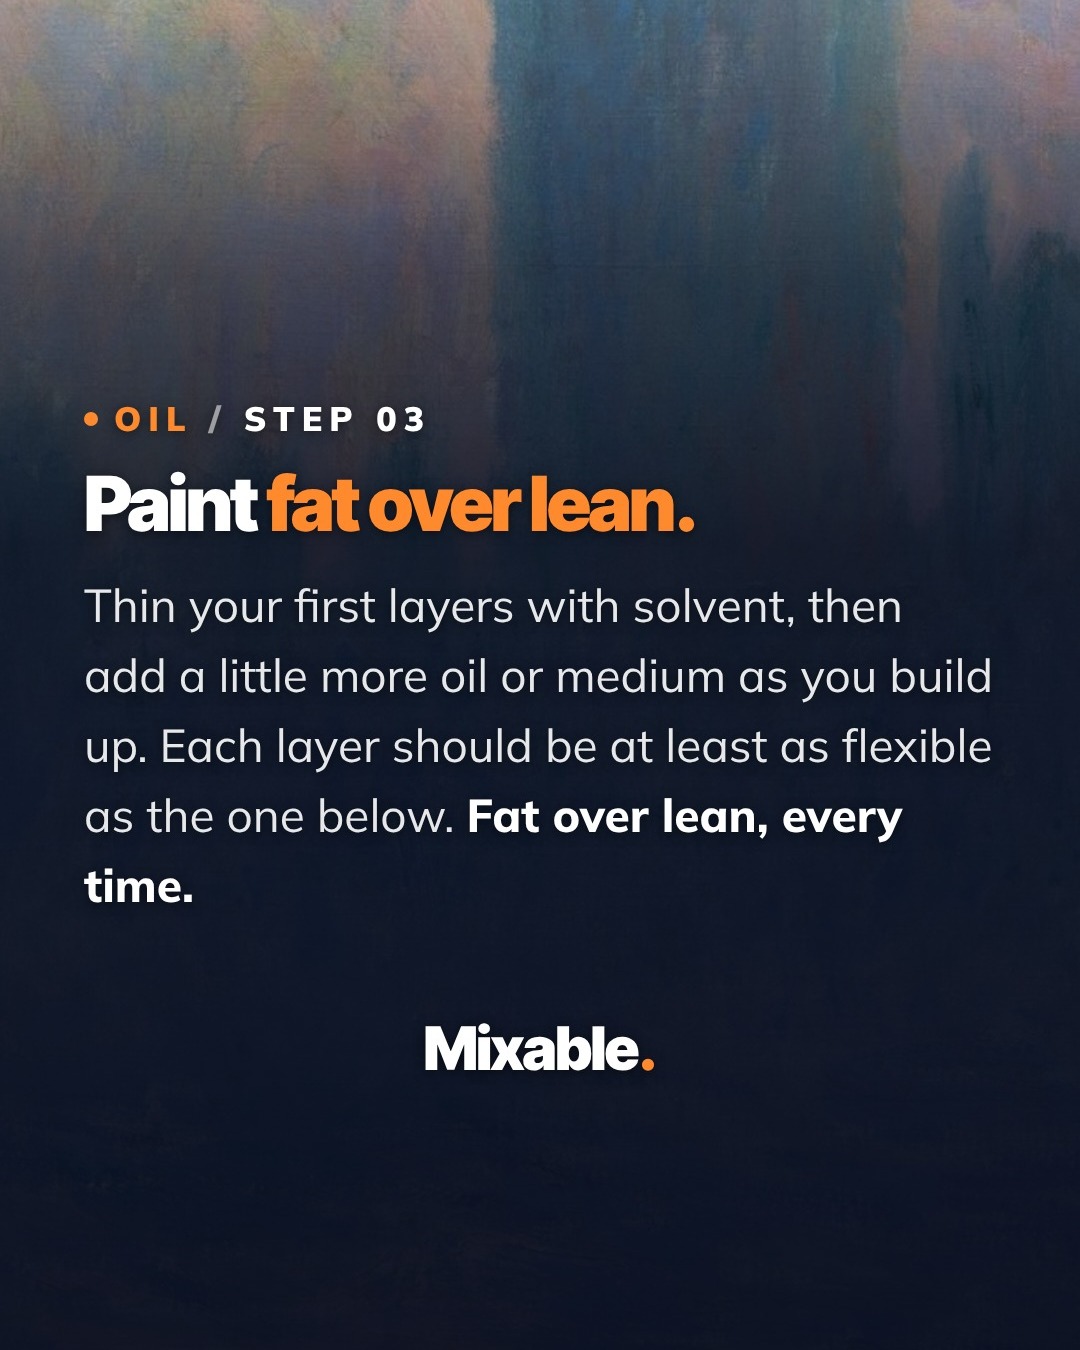 • OIL / STEP 03
Paint fat over lean.
Thin your first layers with solvent, then
add a little more oil or medium as you build
up. Each layer should be at least as flexible
as the one below. Fat over lean, every
time.
Mixable.